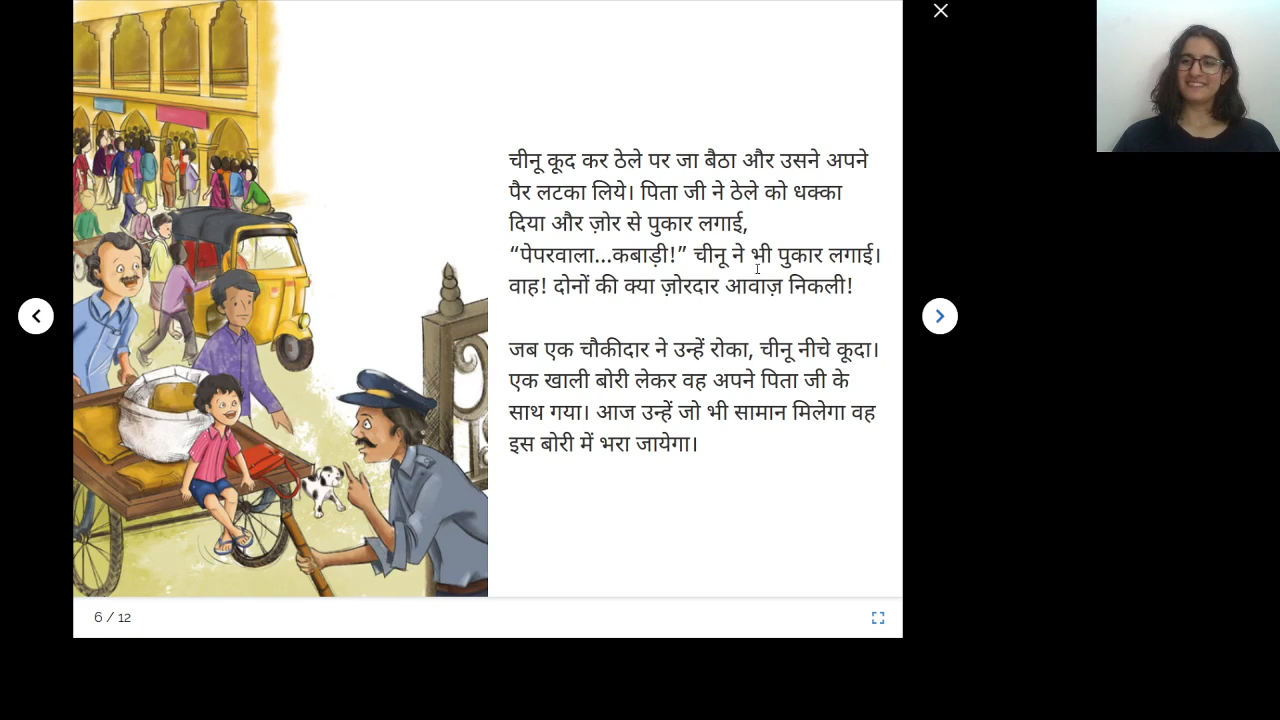 चीनू कूद कर ठेले पर जा बैठा और उसने अपने
पैर लटका लिये। पिता जी ने ठेले को धक्का
दिया और ज़ोर से पुकार लगाई,
“पेपरवाला...कबाड़ी!” चीनू ने भी पुकार लगाई।
वाह! दोनों की क्या ज़ोरदार आवाज़ निकली!
जब एक चौकीदार ने उन्हें रोका, चीनू नीचे कूदा।
एक खाली बोरी लेकर वह अपने पिता जी के
साथ गया। आज उन्हें जो भी सामान मिलेगा वह
इस बोरी में भरा जायेगा।
6 / 12